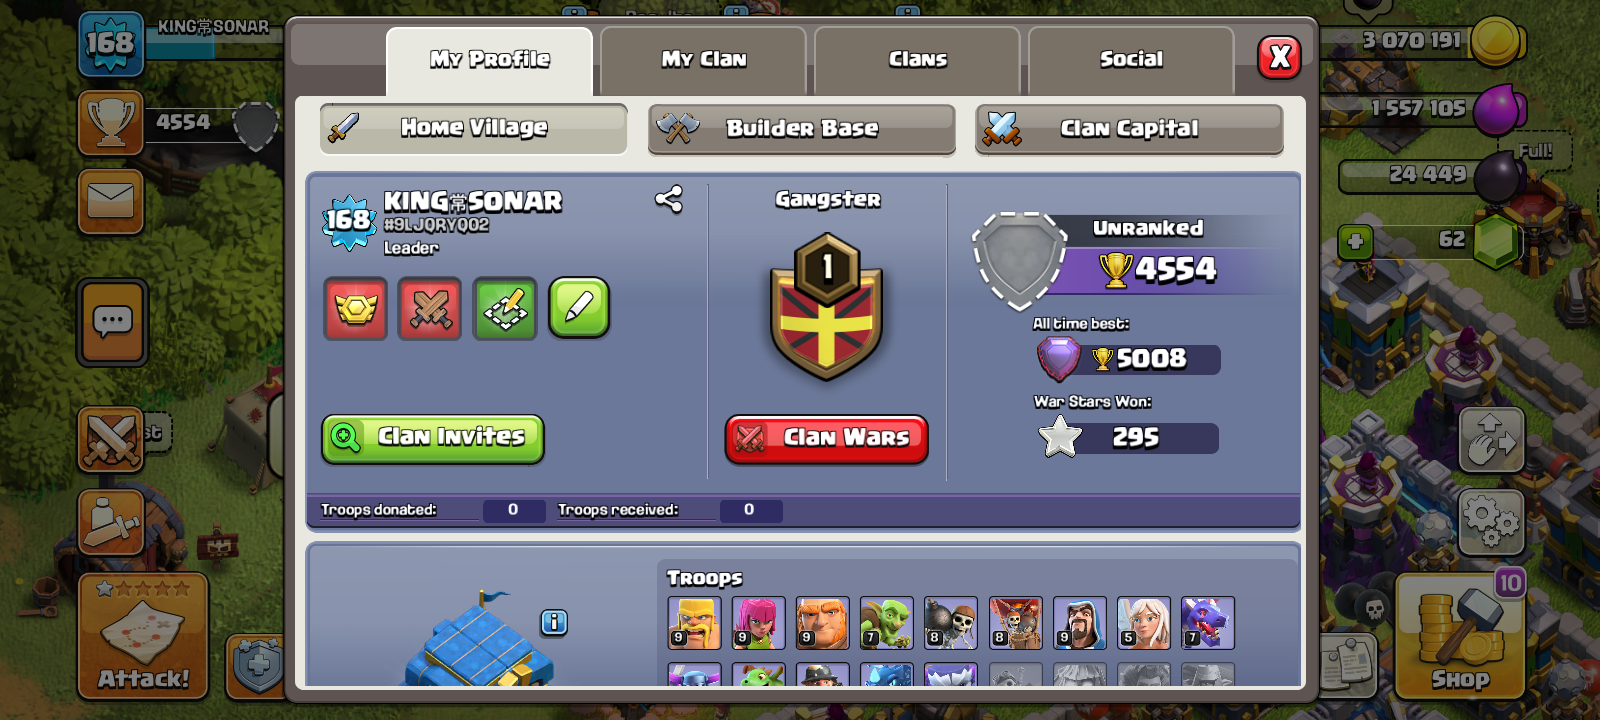 168
KING常SONAR
4554
Attack!
My Profile
My Clan
Clans
Social
X
Home Village
Builder Base
Clan Capital
168
KING常SONAR
#9LJQRYQ02
Leader
Clan Invites
Gangster
1
Clan Wars
Unranked
4554
All time best:
5008
War Stars Won:
295
Troops donated: 0 Troops received: 0
i
Troops
9 9 9 7 8 8 9 5 7
3 070 191
1 557 105
Full!
24 449
62
10
Shop